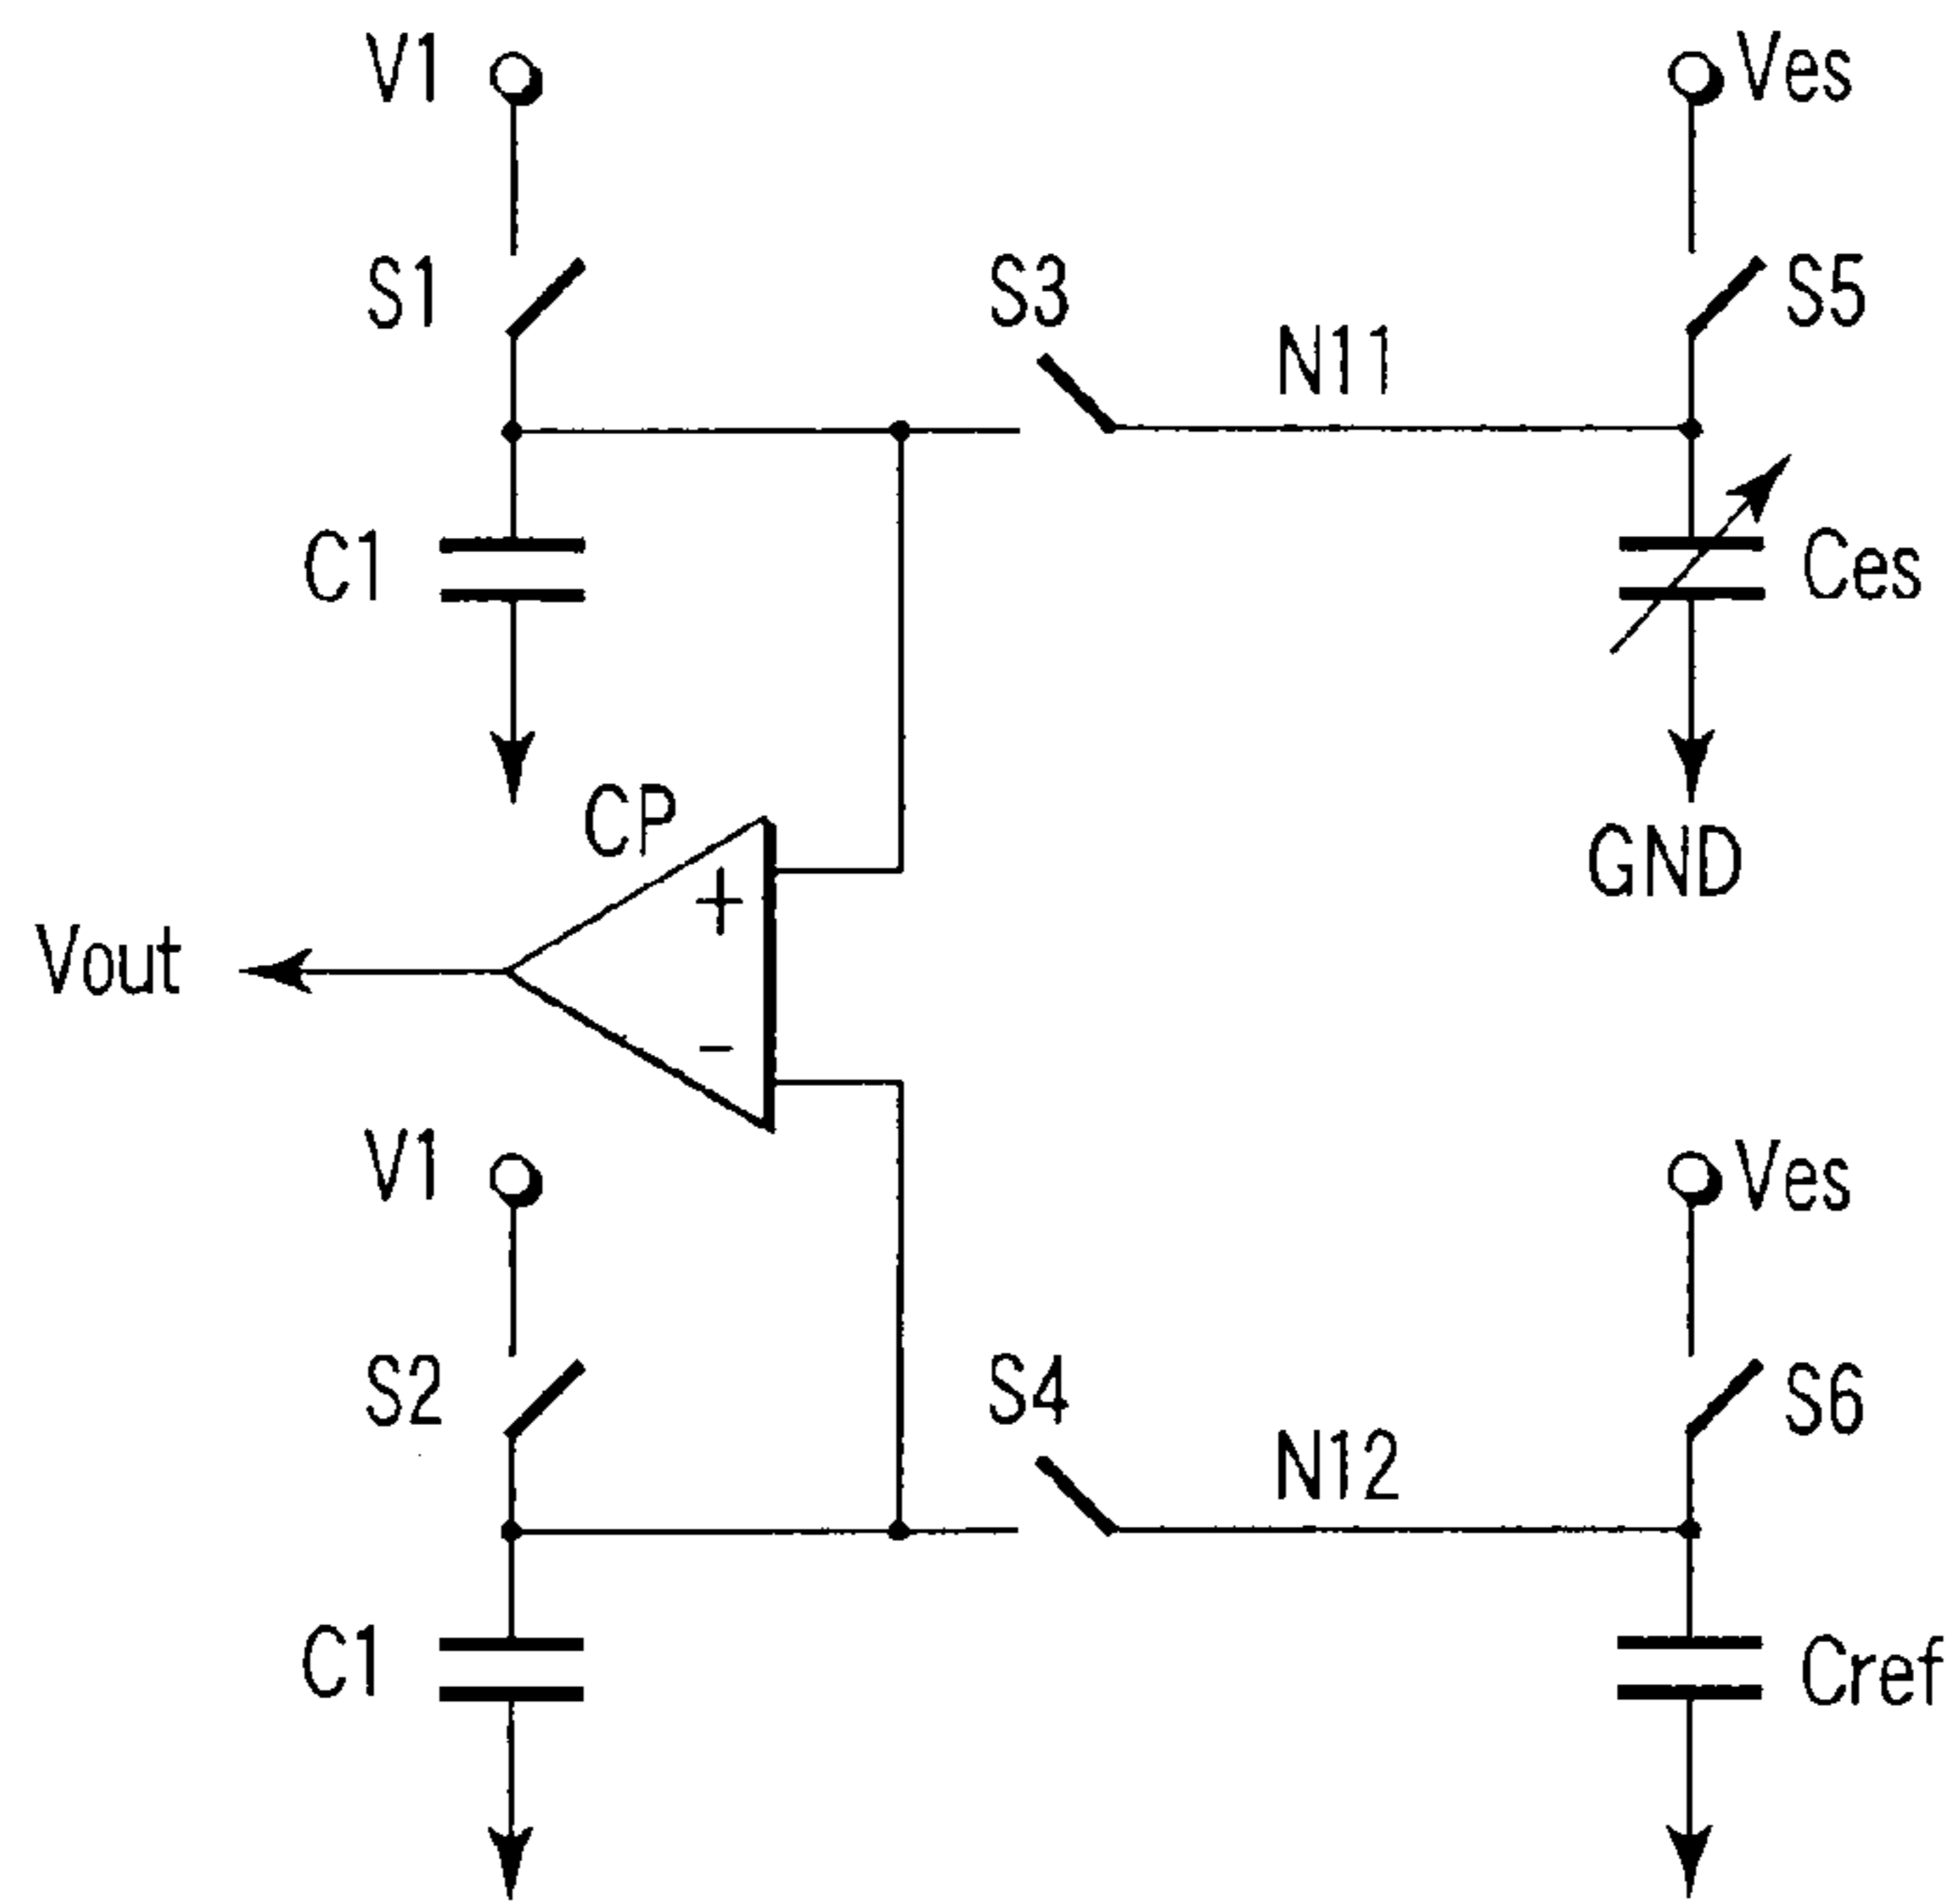 V1
Ves
S1
S3
S5
N11
C1
Ces
CP
+
GND
Vout
-
V1
Ves
S2
S4
S6
N12
C1
Cref